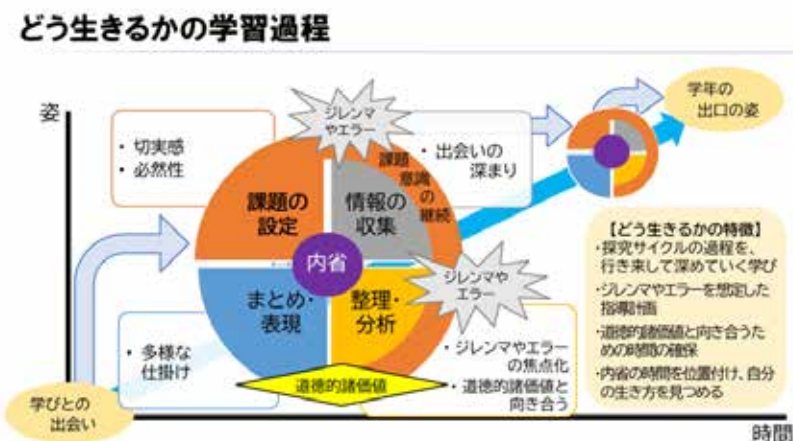 どう生きるかの学習過程
姿
・切実感
・必然性
ジレンマ
やエラー
・出会いの
深まり
学年の
出口の姿
課題の
設定
情報の
収集
課題
意識
の
継続
内省
まとめ・
表現
整理・
分析
ジレンマや
エラー
・多様な
仕掛け
道徳的諸価値
・ジレンマやエラー
の焦点化
・道徳的諸価値と
向き合う
【どう生きるかの特徴】
・探究サイクルの過程を、
行き来して深めていく学び
・ジレンマやエラーを想定した
指導計画
・道徳的諸価値と向き合うた
めの時間の確保
・内省の時間を位置付け、自分
の生き方を見つめる
学びとの
出会い
時間